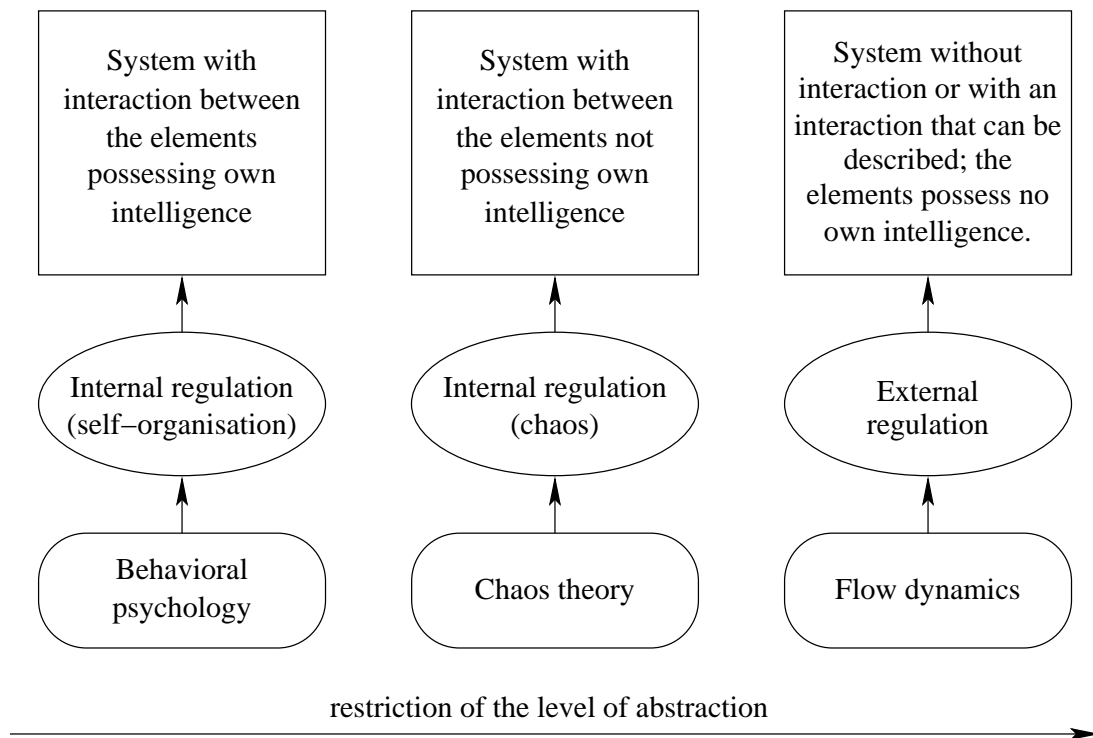 System with
interaction between
the elements
possessing own
intelligence
System with
interaction between
the elements not
possessing own
intelligence
System without
interaction or with an
interaction that can be
described; the
elements possess no
own intelligence.
Internal regulation
(self−organisation)
Internal regulation
(chaos)
External
regulation
Behavioral
psychology
Chaos theory
Flow dynamics
restriction of the level of abstraction